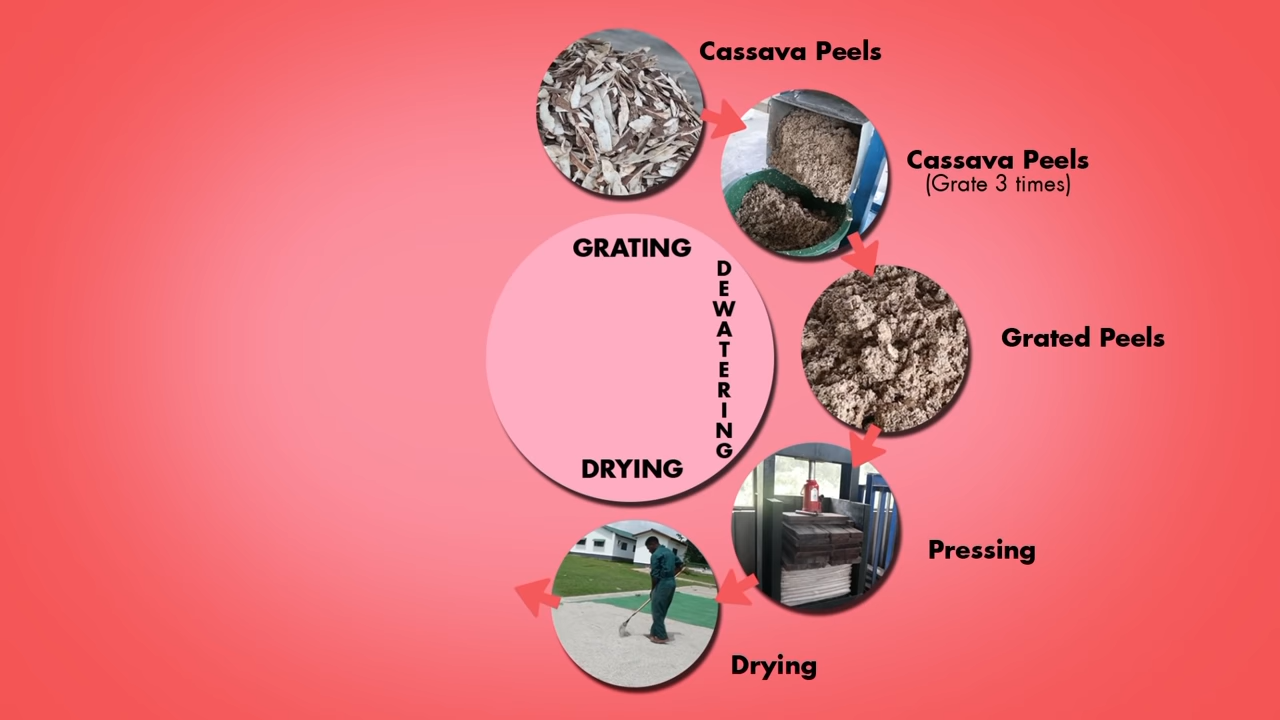 Cassava Peels
Cassava Peels
(Grate 3 times)
GRATING
DEWATERING
Grated Peels
DRYING
Pressing
Drying